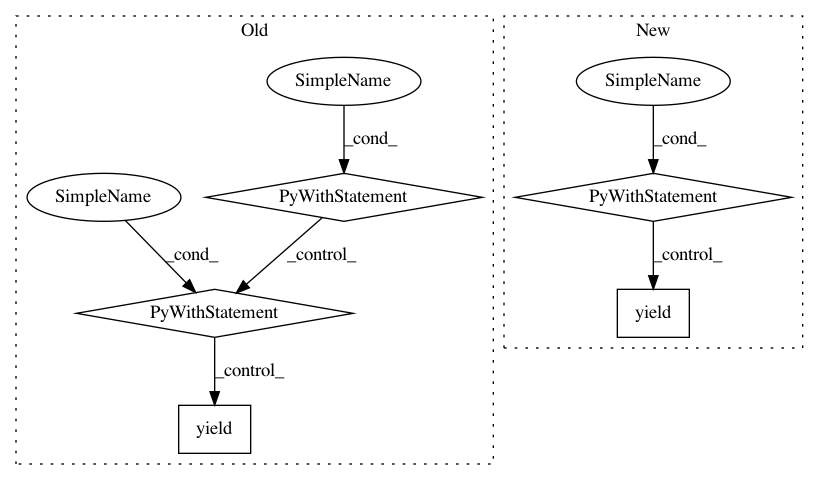 Old
SimpleName
_cond_
SimpleName
PyWithStatement
_cond_
_control_
PyWithStatement
_control_
yield
New
SimpleName
_cond_
PyWithStatement
_control_
yield